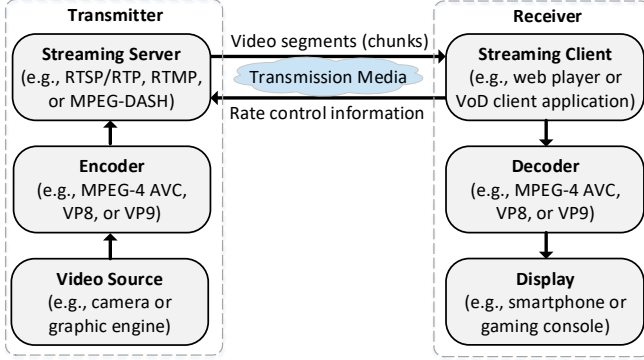 Transmitter
Streaming Server
(e.g., RTSP/RTP, RTMP,
or MPEG-DASH)
Encoder
(e.g., MPEG-4 AVC,
VP8, or VP9)
Video Source
(e.g., camera or
graphic engine)
Video segments (chunks)
Transmission Media
Rate control information
Receiver
Streaming Client
(e.g., web player or
VoD client application)
Decoder
(e.g., MPEG-4 AVC,
VP8, or VP9)
Display
(e.g., smartphone or
gaming console)